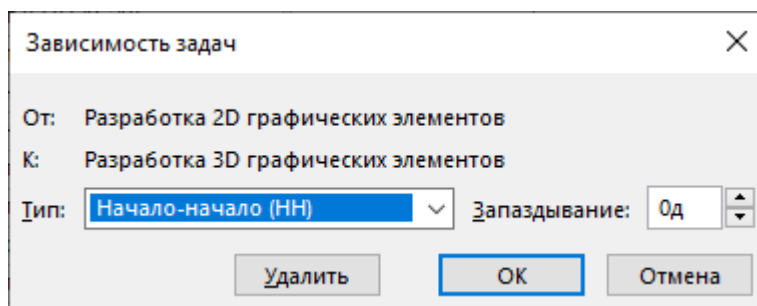 Зависимость задач
От: Разработка 2D графических элементов
К: Разработка 3D графических элементов
Тип: Начало-начало (НН) Запаздывание: 0д
Удалить ОК Отмена